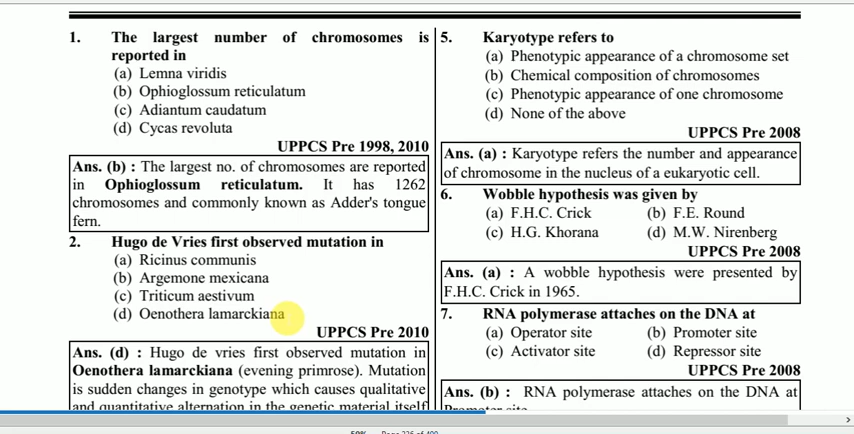 1. The largest number of chromosomes is
reported in
(a) Lemna viridis
(b) Ophioglossum reticulatum
(c) Adiantum caudatum
(d) Cycas revoluta
UPPCS Pre 1998, 2010
Ans. (b) : The largest no. of chromosomes are reported
in Ophioglossum reticulatum. It has 1262
chromosomes and commonly known as Adder's tongue
fern.
2. Hugo de Vries first observed mutation in
(a) Ricinus communis
(b) Argemone mexicana
(c) Triticum aestivum
(d) Oenothera lamarckiana
UPPCS Pre 2010
Ans. (d) : Hugo de vries first observed mutation in
Oenothera lamarckiana (evening primrose). Mutation
is sudden changes in genotype which causes qualitative
and quantitative alternation in the genetic material itself
5. Karyotype refers to
(a) Phenotypic appearance of a chromosome set
(b) Chemical composition of chromosomes
(c) Phenotypic appearance of one chromosome
(d) None of the above
UPPCS Pre 2008
Ans. (a) : Karyotype refers the number and appearance
of chromosome in the nucleus of a eukaryotic cell.
6. Wobble hypothesis was given by
(a) F.H.C. Crick (b) F.E. Round
(c) H.G. Khorana (d) M.W. Nirenberg
UPPCS Pre 2008
Ans. (a) : A wobble hypothesis were presented by
F.H.C. Crick in 1965.
7. RNA polymerase attaches on the DNA at
(a) Operator site (b) Promoter site
(c) Activator site (d) Repressor site
UPPCS Pre 2008
Ans. (b) : RNA polymerase attaches on the DNA at